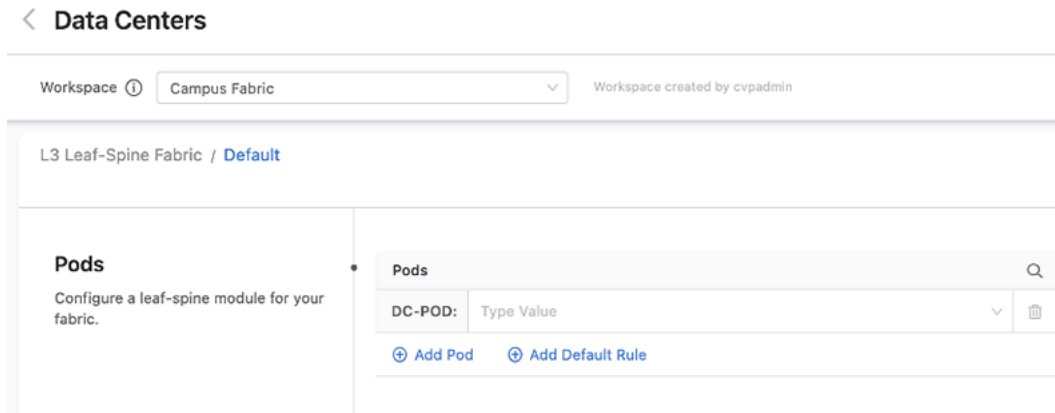 Data Centers
Workspace Campus Fabric Workspace created by cvpadmin
L3 Leaf-Spine Fabric / Default
Pods
Configure a leaf-spine module for your
fabric.
Pods
DC-POD: Type Value
Add Pod Add Default Rule